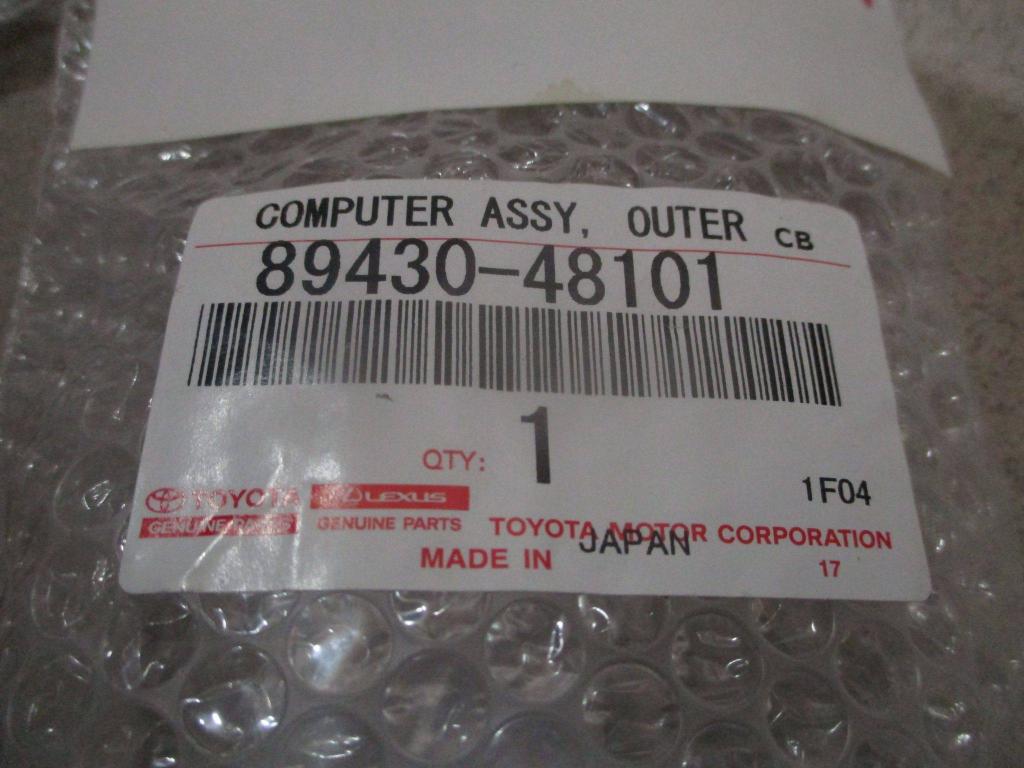 COMPUTER ASSY, OUTER CB
89430-48101
QTY: 1
1F04
TOYOTA LEXUS
GENUINE PARTS GENUINE PARTS TOYOTA MOTOR CORPORATION
MADE IN JAPAN 17